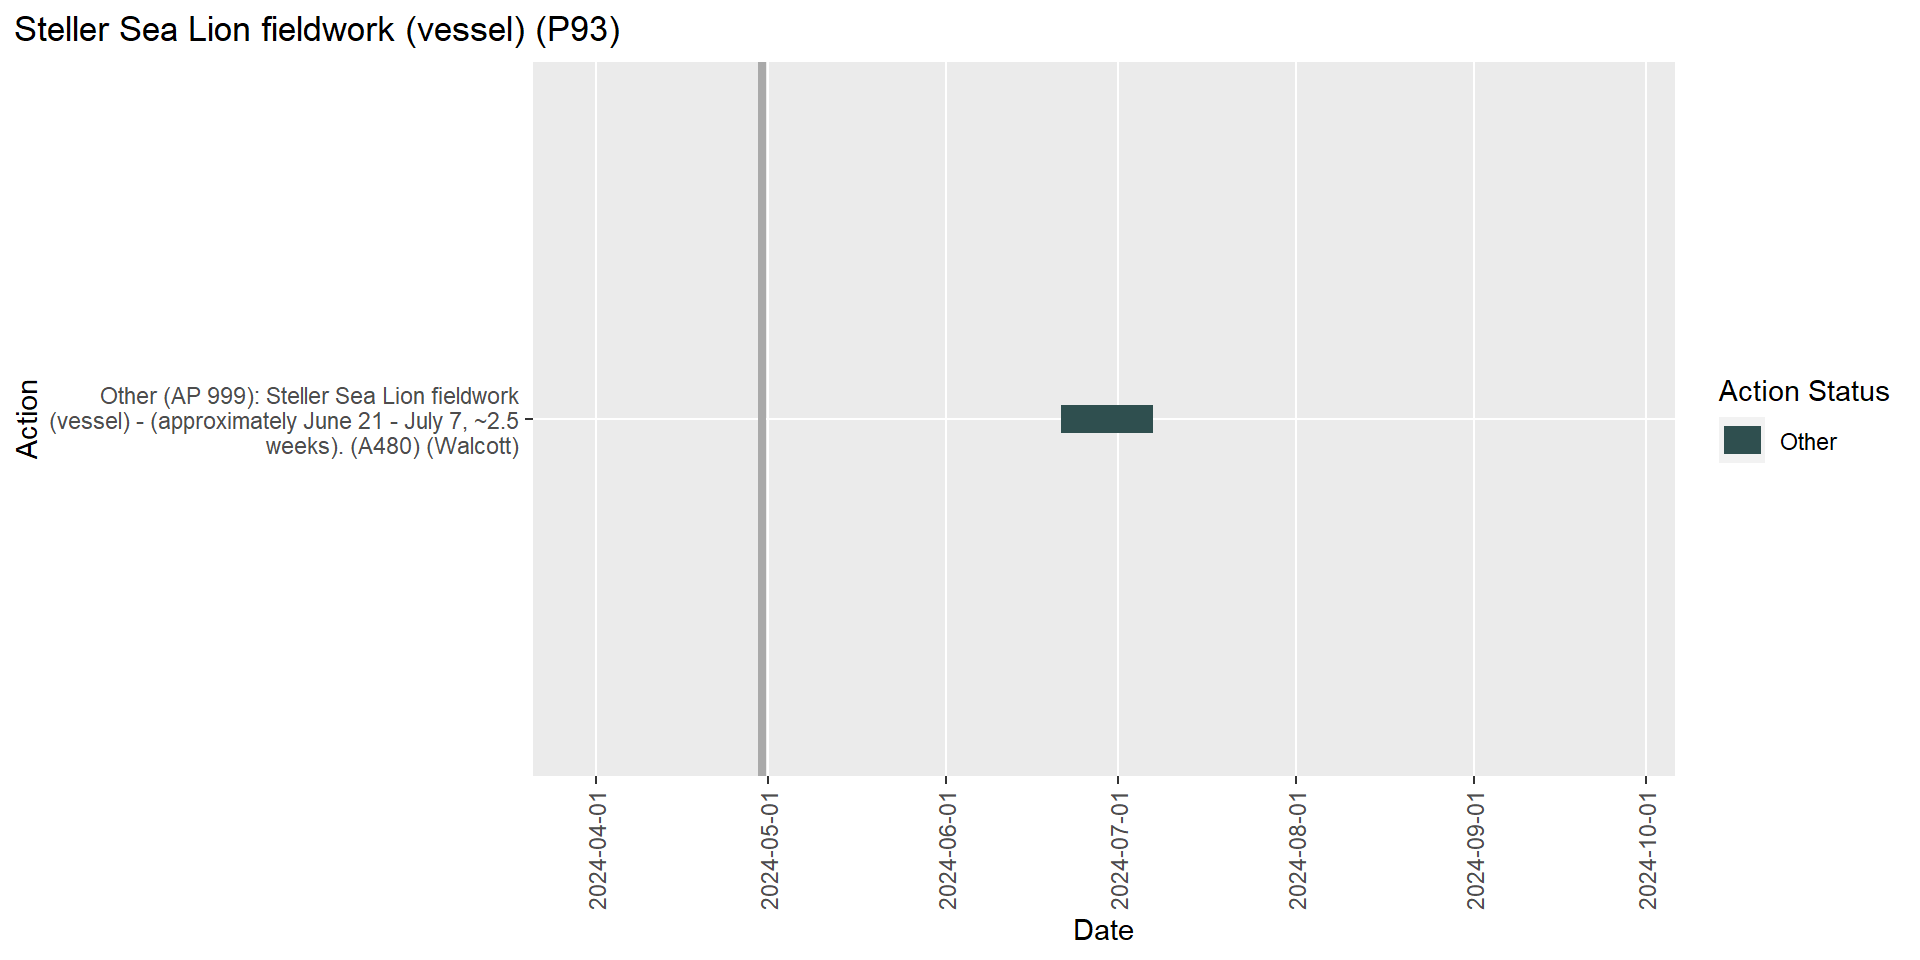 Steller Sea Lion fieldwork (vessel) (P93)
Action
Other (AP 999): Steller Sea Lion fieldwork
(vessel) - (approximately June 21 - July 7, ~2.5
weeks). (A480) (Walcott)
Action Status
Other
2024-04-01
2024-05-01
2024-06-01
2024-07-01
2024-08-01
2024-09-01
2024-10-01
Date